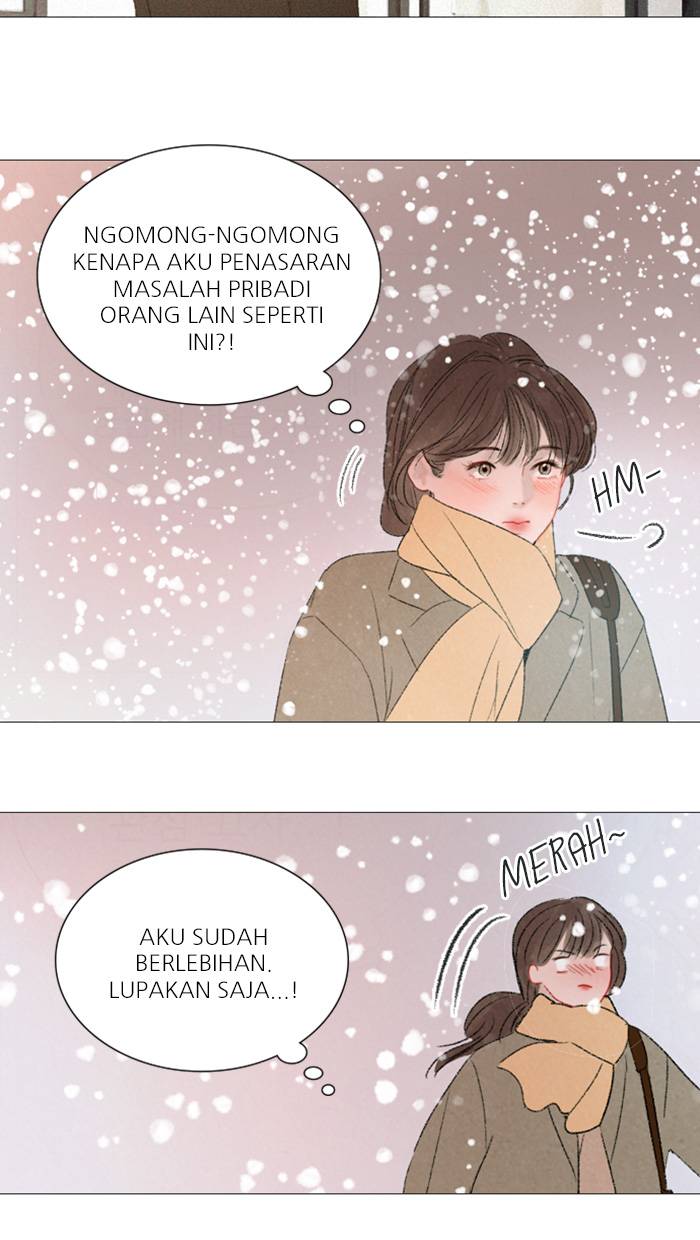 NGOMONG-NGOMONG
KENAPA AKU PENASARAN
MASALAH PRIBADI
ORANG LAIN SEPERTI
INI?!
HM~
MERAH~
AKU SUDAH
BERLEBIHAN.
LUPAKAN SAJA...!